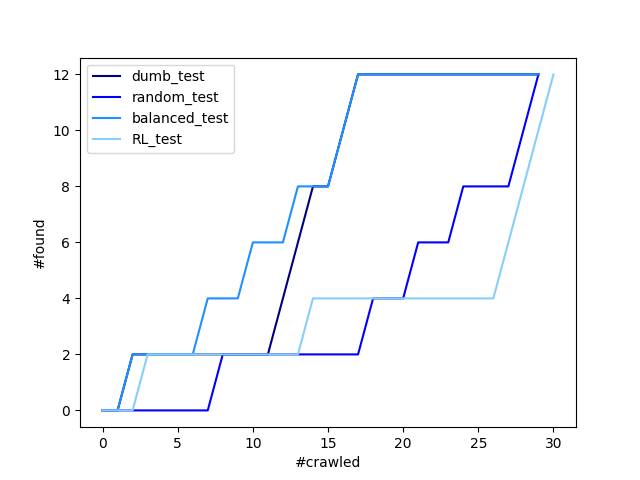 dumb_test
random_test
balanced_test
RL_test
12
10
8
6
4
2
0
#found
0 5 10 15 20 25 30
#crawled